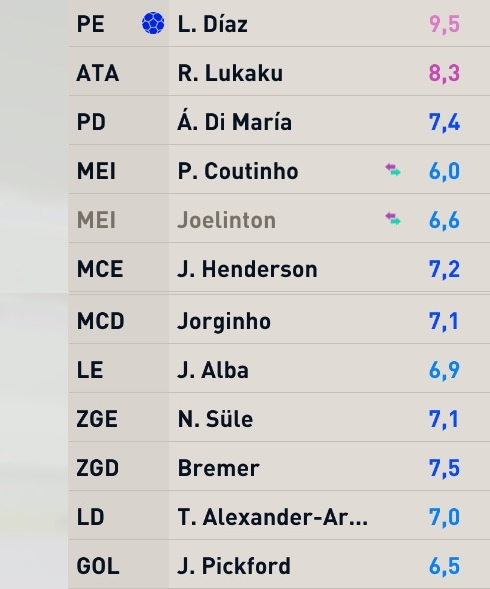 PE L. Díaz 9,5
ATA R. Lukaku 8,3
PD Á. Di María 7,4
MEI P. Coutinho 6,0
MEI Joelinton 6,6
MCE J. Henderson 7,2
MCD Jorginho 7,1
LE J. Alba 6,9
ZGE N. Süle 7,1
ZGD Bremer 7,5
LD T. Alexander-Ar... 7,0
GOL J. Pickford 6,5